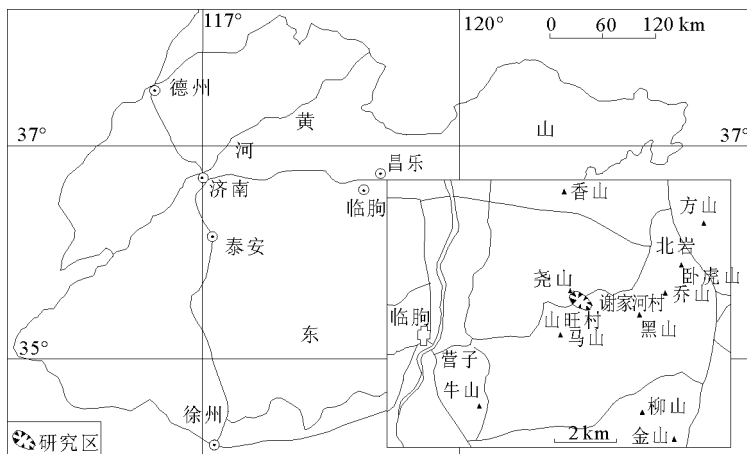 117°
120°
0 60 120 km
德州
黄
河
山
37°
37°
昌乐
济南
临朐
香山
方山
泰安
北岩
卧虎山
尧山
谢家河村
乔山
临朐
山旺村
黑山
马山
东
35°
营子
牛山
柳山
徐州
金山
2 km
研究区